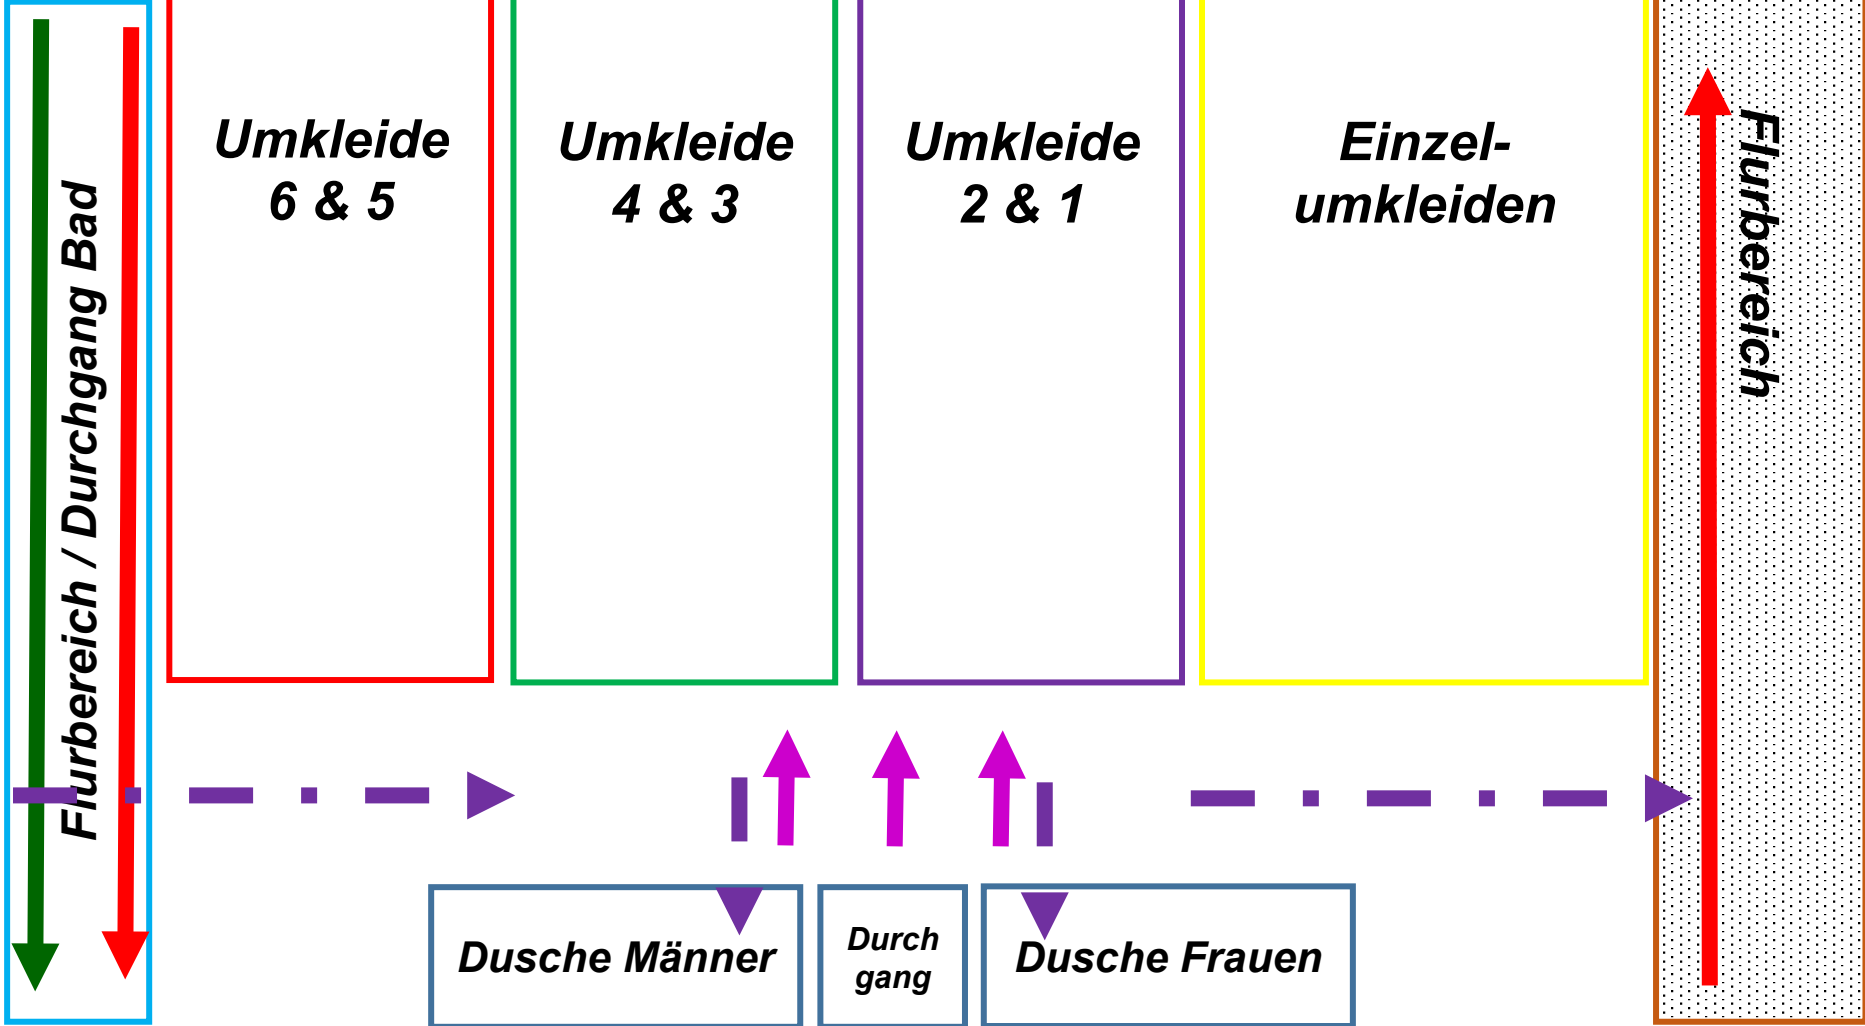 Flurbereich / Durchgang Bad
Umkleide
6 & 5
Umkleide
4 & 3
Umkleide
2 & 1
Einzel-
umkleiden
Flurbereich
Dusche Männer
Durch
gang
Dusche Frauen